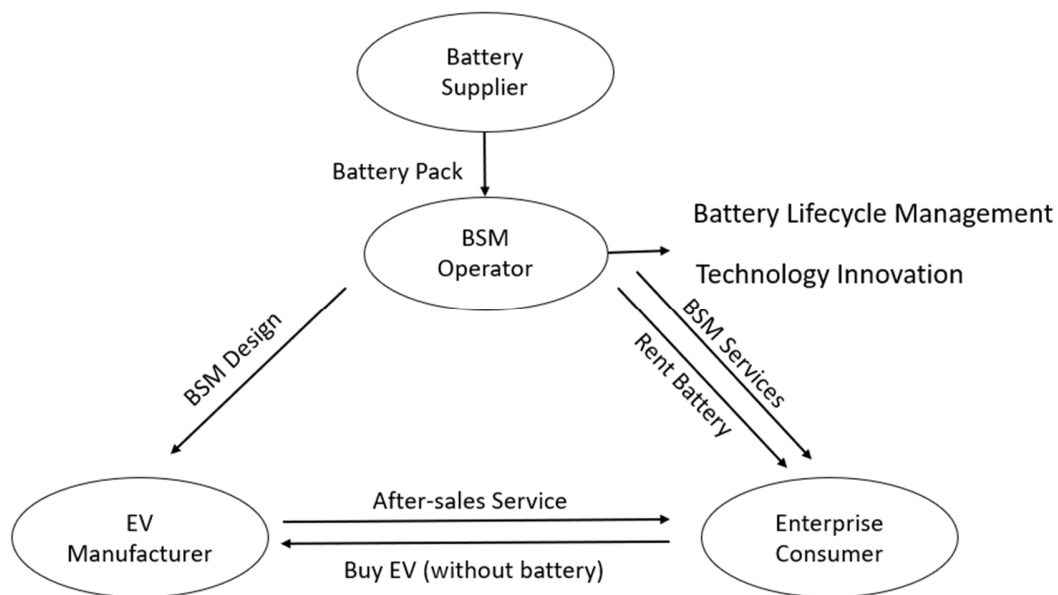 Battery
Supplier
Battery Pack
BSM
Operator
Battery Lifecycle Management
Technology Innovation
BSM Design
BSM Services
Rent Battery
EV
Manufacturer
After-sales Service
Buy EV (without battery)
Enterprise
Consumer